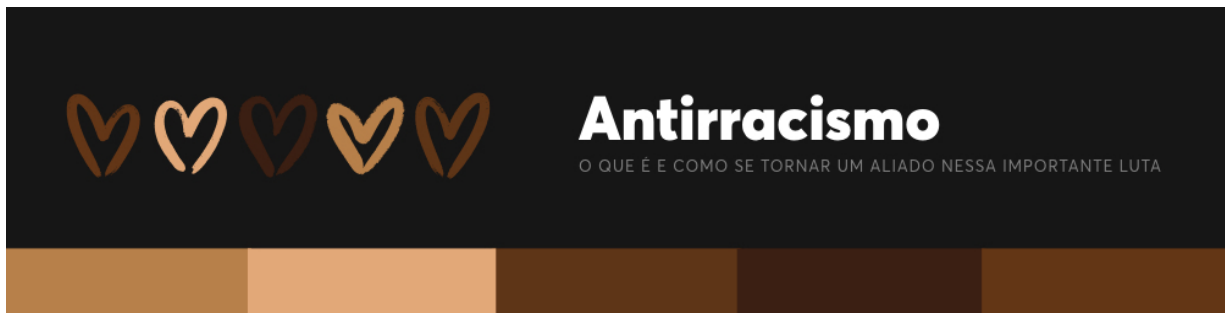 Antirracismo
O QUE É E COMO SE TORNAR UM ALIADO NESSA IMPORTANTE LUTA